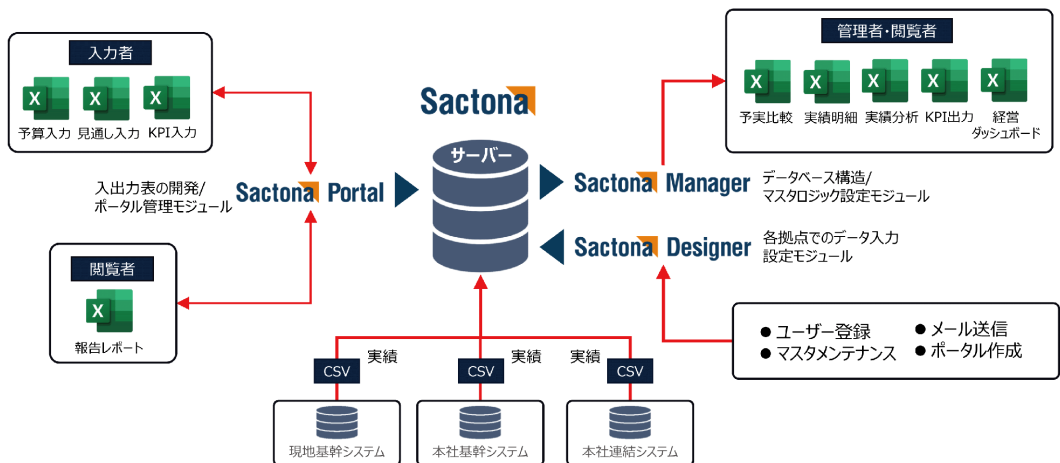 入力者
予算入力
見通し入力
KPI入力
管理者・閲覧者
予実比較
実績明細
実績分析
KPI出力
経営
ダッシュボード
Sactona
サーバー
入出力表の開発/
ポータル管理モジュール
Sactona Portal
Sactona Manager
データベース構造/
マスタロジック設定モジュール
Sactona Designer
各拠点でのデータ入力
設定モジュール
閲覧者
報告レポート
● ユーザー登録
● マスタメンテナンス
● メール送信
● ポータル作成
実績
実績
実績
CSV
CSV
CSV
現地基幹システム
本社基幹システム
本社連結システム